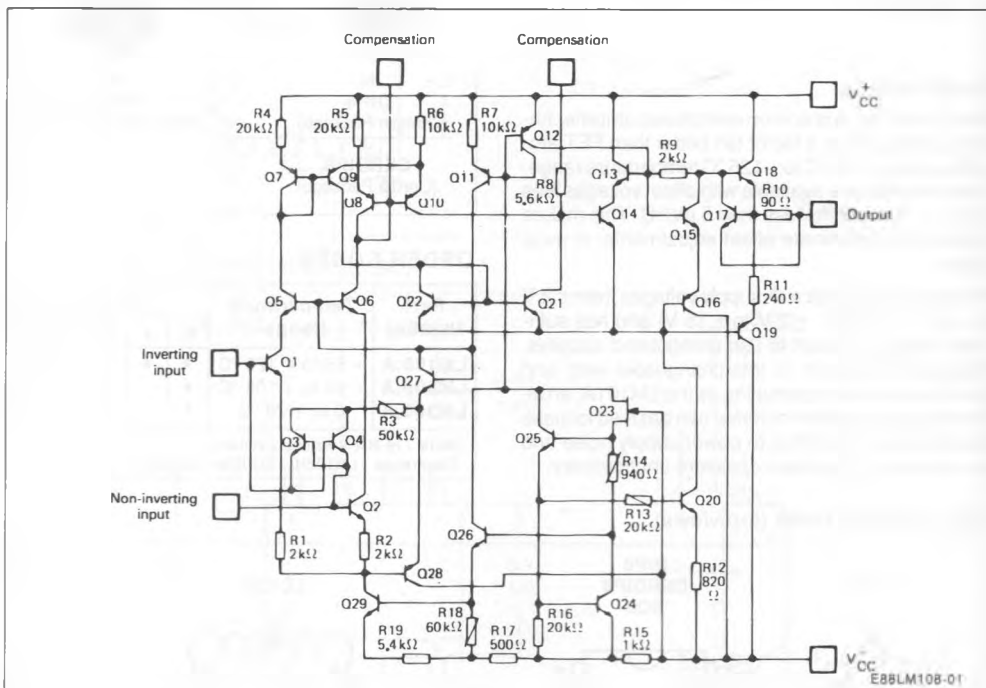 Compensation
Compensation
V+CC
R4
20kΩ
R5
20kΩ
R6
10kΩ
R7
10kΩ
Q12
R9
2kΩ
Q7
Q9
Q8
Q10
Q11
R8
5.6kΩ
Q13
Q14
Q15
Q17
Q18
R10
90Ω
Output
Q5
Q6
Q22
Q21
Q16
R11
240Ω
Q19
Inverting
input
Q1
Q27
R3
50kΩ
Q3
Q4
Q23
Q25
R14
940Ω
Non-inverting
input
Q2
R13
20kΩ
Q20
R1
2kΩ
R2
2kΩ
Q26
Q28
R12
820
Ω
Q29
R18
60kΩ
R16
20kΩ
Q24
R19
5.4kΩ
R17
500Ω
R15
1kΩ
V-CC
E88LM108-01